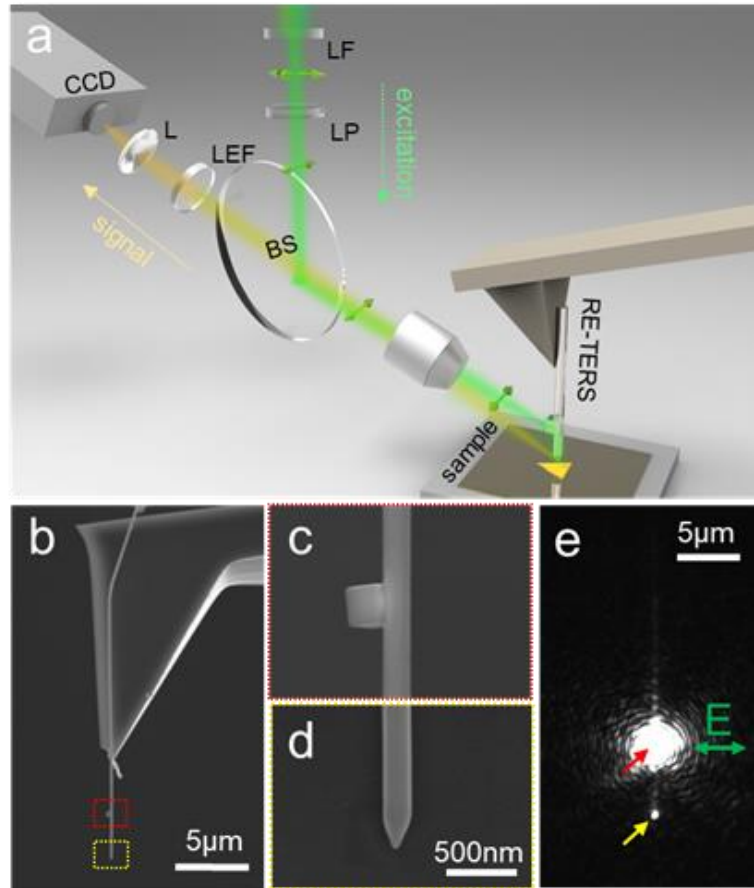 a
LF
CCD
L
LP
excitation
LEF
signal
BS
RE-TERS
sample
b
5μm
c
d
500nm
e
5μm
E